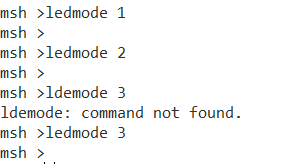 msh >ledmode 1
msh >
msh >ledmode 2
msh >
msh >ldemode 3
ldemode: command not found.
msh >ledmode 3
msh >